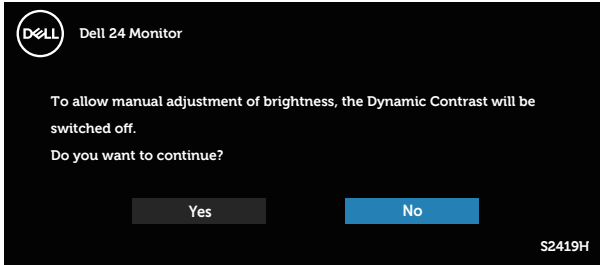 DELL
Dell 24 Monitor
To allow manual adjustment of brightness, the Dynamic Contrast will be
switched off.
Do you want to continue?
Yes
No
S2419H